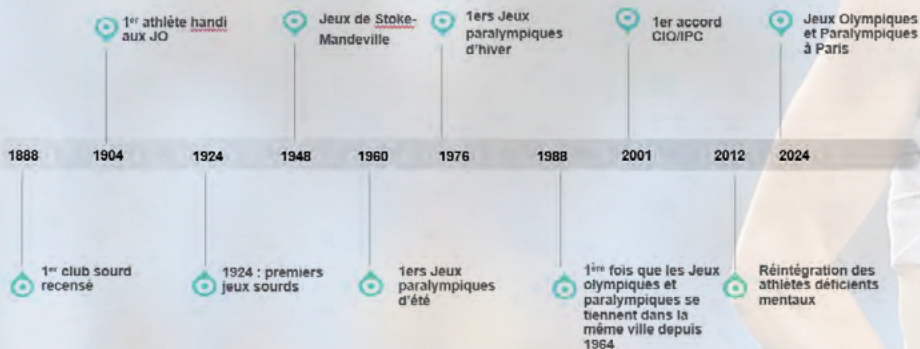 1er athlète handi
aux JO
Jeux de Stoke-
Mandeville
1ers Jeux
paralympiques
d'hiver
1er accord
CIO/IPC
Jeux Olympiques
et Paralympiques
à Paris
1888 1904 1924 1948 1960 1976 1988 2001 2012 2024
1er club sourd
recensé
1924 : premiers
jeux sourds
1ers Jeux
paralympiques
d'été
1ère fois que les Jeux
olympiques et
paralympiques se
tiennent dans la
même ville depuis
1964
Réintégration des
athlètes déficients
mentaux